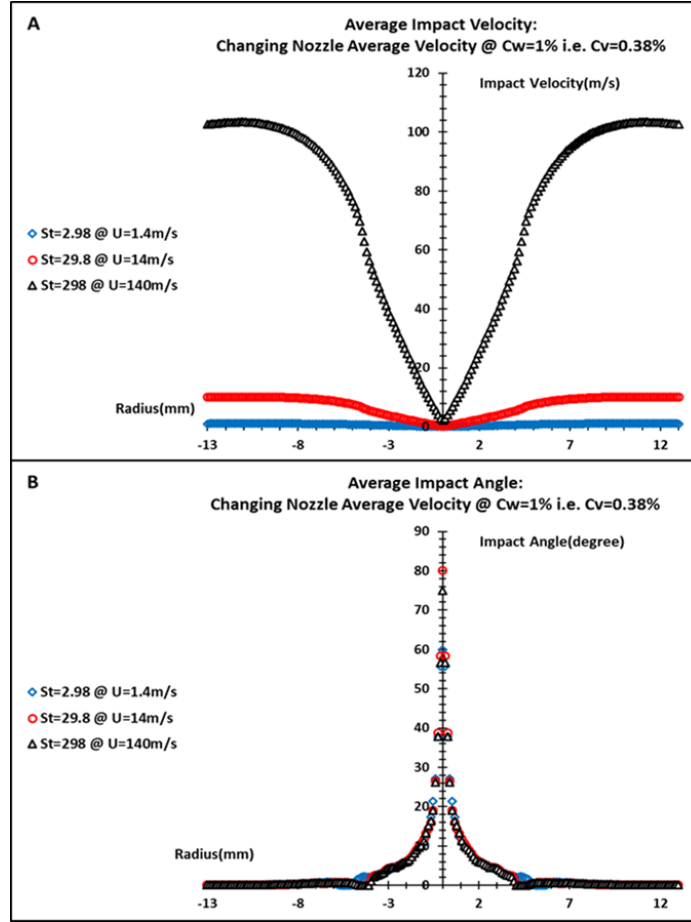 A
Average Impact Velocity:
Changing Nozzle Average Velocity @ Cw=1% i.e. Cv=0.38%
120
Impact Velocity(m/s)
100
80
60
40
20
0
St=2.98 @ U=1.4m/s
St=29.8 @ U=14m/s
St=298 @ U=140m/s
Radius(mm)
-13 -8 -3 2 7 12
B
Average Impact Angle:
Changing Nozzle Average Velocity @ Cw=1% i.e. Cv=0.38%
90
Impact Angle(degree)
80
70
60
50
40
30
20
10
0
St=2.98 @ U=1.4m/s
St=29.8 @ U=14m/s
St=298 @ U=140m/s
Radius(mm)
-13 -8 -3 2 7 12